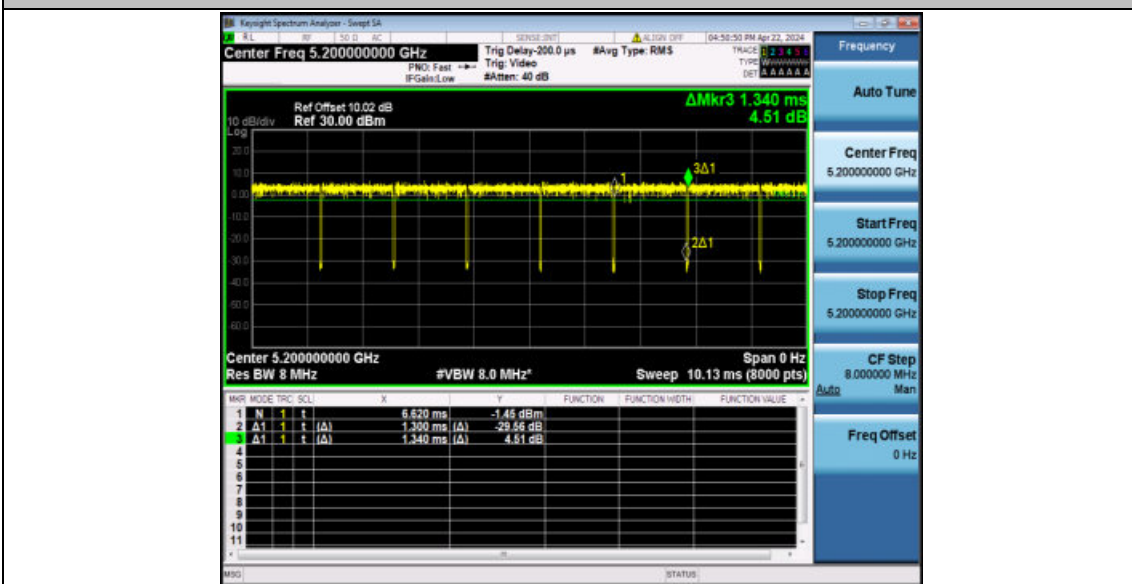 Keysight Spectrum Analyzer - Swept SA
RL RF 50 Ω AC SENSE:INT ALIGN OFF 04:50:50 PM Apr 22, 2024
Center Freq 5.200000000 GHz
PNO: Fast
IFGain:Low
Trig Delay-200.0 µs
Trig: Video
#Atten: 40 dB
#Avg Type: RMS
TRACE 1 2 3 4 5 6
TYPE
DET A A A A A A
ΔMkr3 1.340 ms
4.51 dB
Ref Offset 10.02 dB
Ref 30.00 dBm
10 dB/div
Log
20.0
10.0
0.00
-10.0
-20.0
-30.0
-40.0
-50.0
-60.0
1
3Δ1
2Δ1
Center 5.200000000 GHz
Span 0 Hz
Res BW 8 MHz
#VBW 8.0 MHz*
Sweep 10.13 ms (8000 pts)
MKR MODE TRC SCL X Y FUNCTION FUNCTION WIDTH FUNCTION VALUE
1 N 1 t 6.620 ms -1.45 dBm
2 Δ1 1 t (Δ) 1.300 ms (Δ) -29.56 dB
3 Δ1 1 t (Δ) 1.340 ms (Δ) 4.51 dB
4
5
6
7
8
9
10
11
MSG
STATUS
Frequency
Auto Tune
Center Freq
5.200000000 GHz
Start Freq
5.200000000 GHz
Stop Freq
5.200000000 GHz
CF Step
8.000000 MHz
Auto Man
Freq Offset
0 Hz